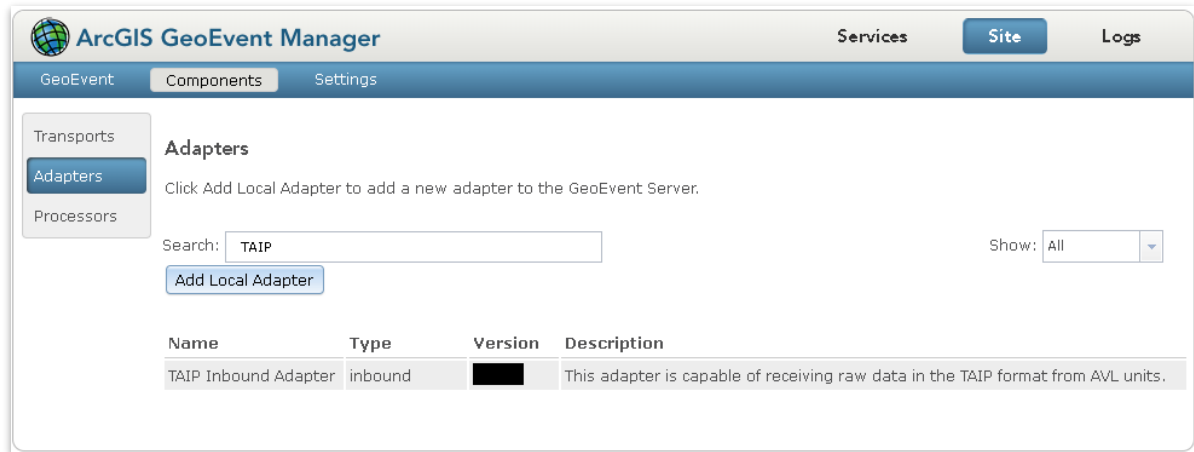 ArcGIS GeoEvent Manager Services Site Logs
GeoEvent Components Settings
Transports
Adapters
Processors
Adapters
Click Add Local Adapter to add a new adapter to the GeoEvent Server.
Search: TAIP Show: All
Add Local Adapter
Name Type Version Description
TAIP Inbound Adapter inbound This adapter is capable of receiving raw data in the TAIP format from AVL units.